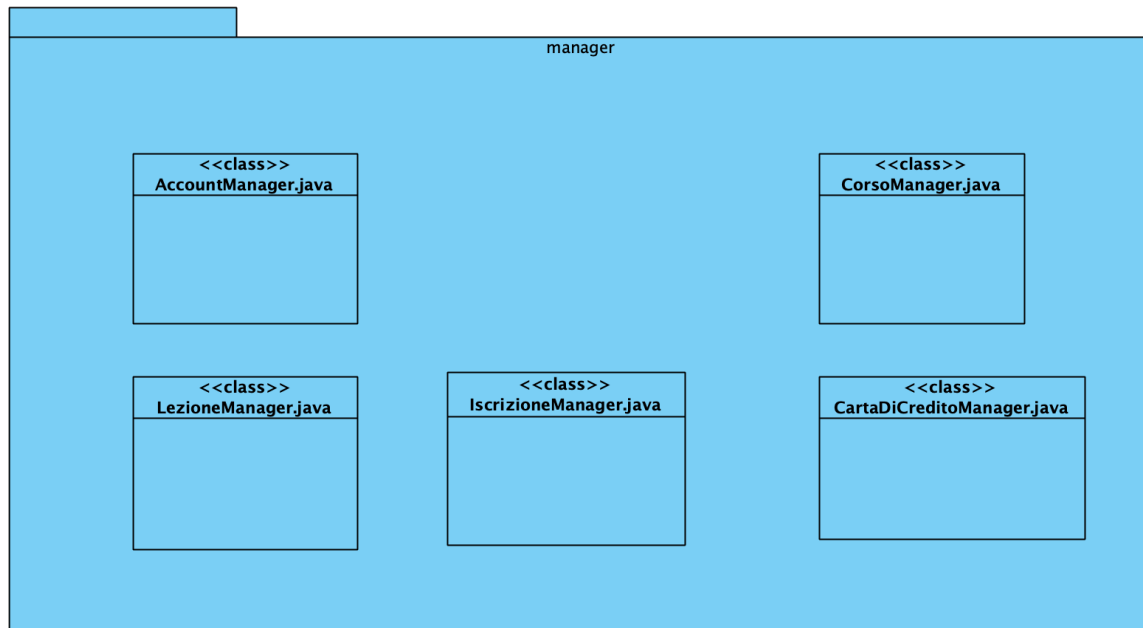 manager
<<class>>
AccountManager.java
<<class>>
CorsoManager.java
<<class>>
LezioneManager.java
<<class>>
IscrizioneManager.java
<<class>>
CartaDiCreditoManager.java